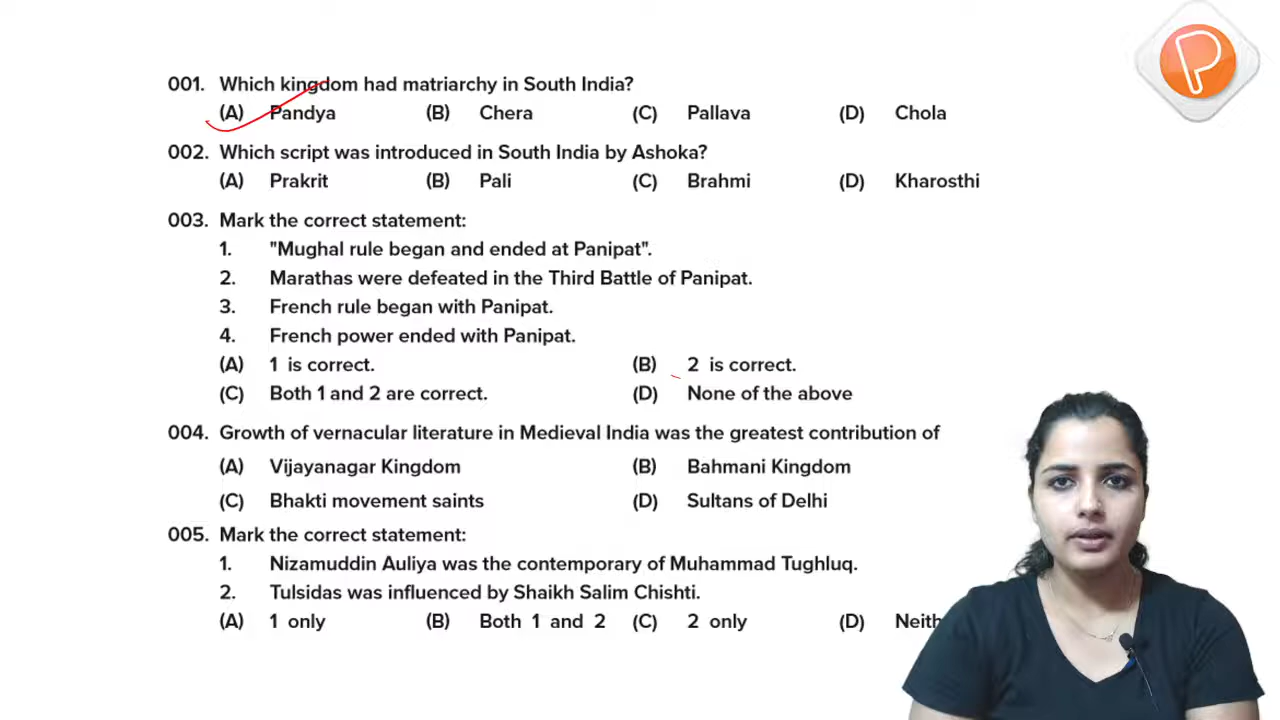 001. Which kingdom had matriarchy in South India?
(A) Pandya (B) Chera (C) Pallava (D) Chola
002. Which script was introduced in South India by Ashoka?
(A) Prakrit (B) Pali (C) Brahmi (D) Kharosthi
003. Mark the correct statement:
1. "Mughal rule began and ended at Panipat".
2. Marathas were defeated in the Third Battle of Panipat.
3. French rule began with Panipat.
4. French power ended with Panipat.
(A) 1 is correct. (B) 2 is correct.
(C) Both 1 and 2 are correct. (D) None of the above
004. Growth of vernacular literature in Medieval India was the greatest contribution of
(A) Vijayanagar Kingdom (B) Bahmani Kingdom
(C) Bhakti movement saints (D) Sultans of Delhi
005. Mark the correct statement:
1. Nizamuddin Auliya was the contemporary of Muhammad Tughluq.
2. Tulsidas was influenced by Shaikh Salim Chishti.
(A) 1 only (B) Both 1 and 2 (C) 2 only (D)